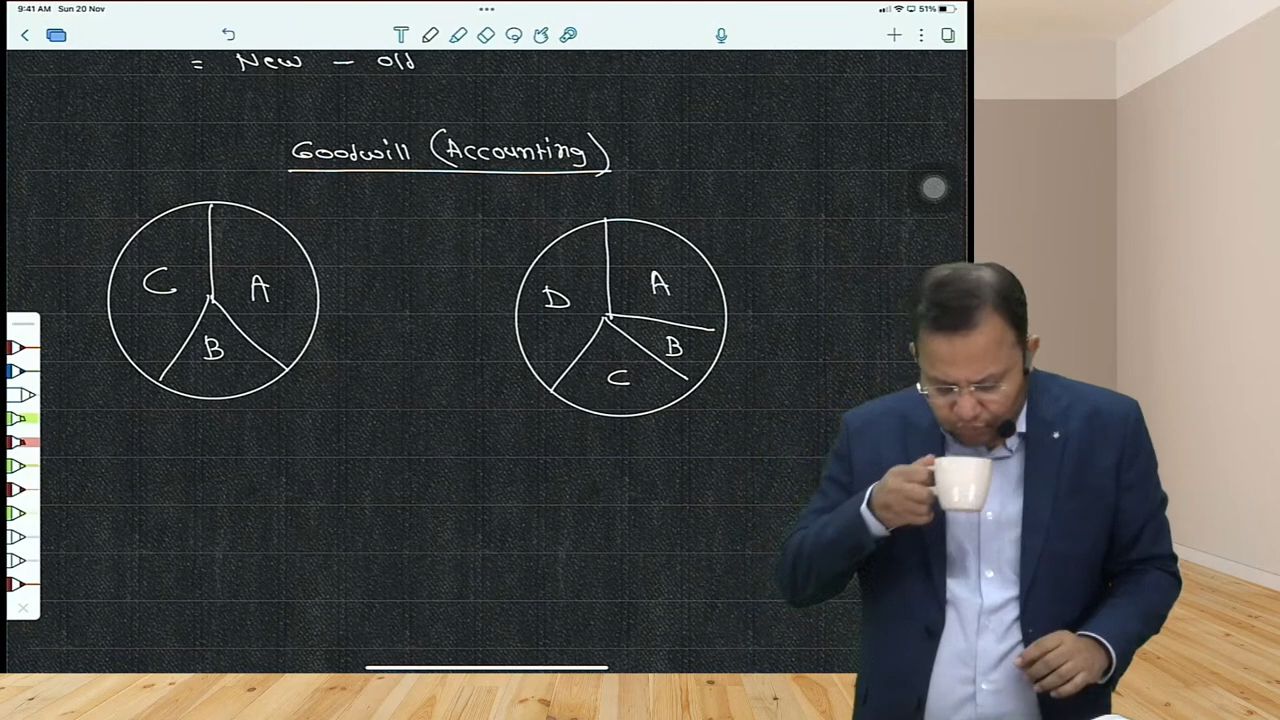 9:41 AM Sun 20 Nov
51%
= New - old
Goodwill (Accounting)
C A
B
D A
B
C